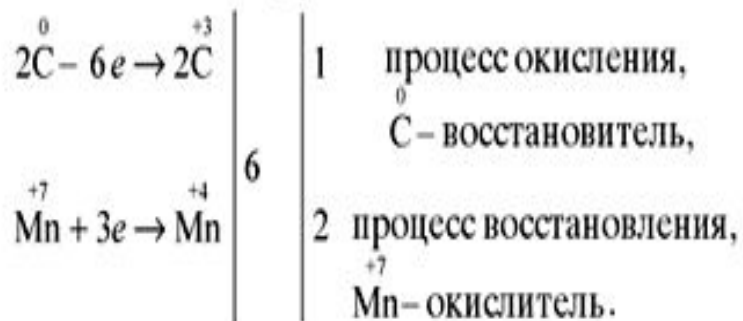 0 +3
2C – 6e → 2C 1 процесс окисления,
0
C – восстановитель,
6
+7 +4
Mn + 3e → Mn 2 процесс восстановления,
+7
Mn – окислитель.